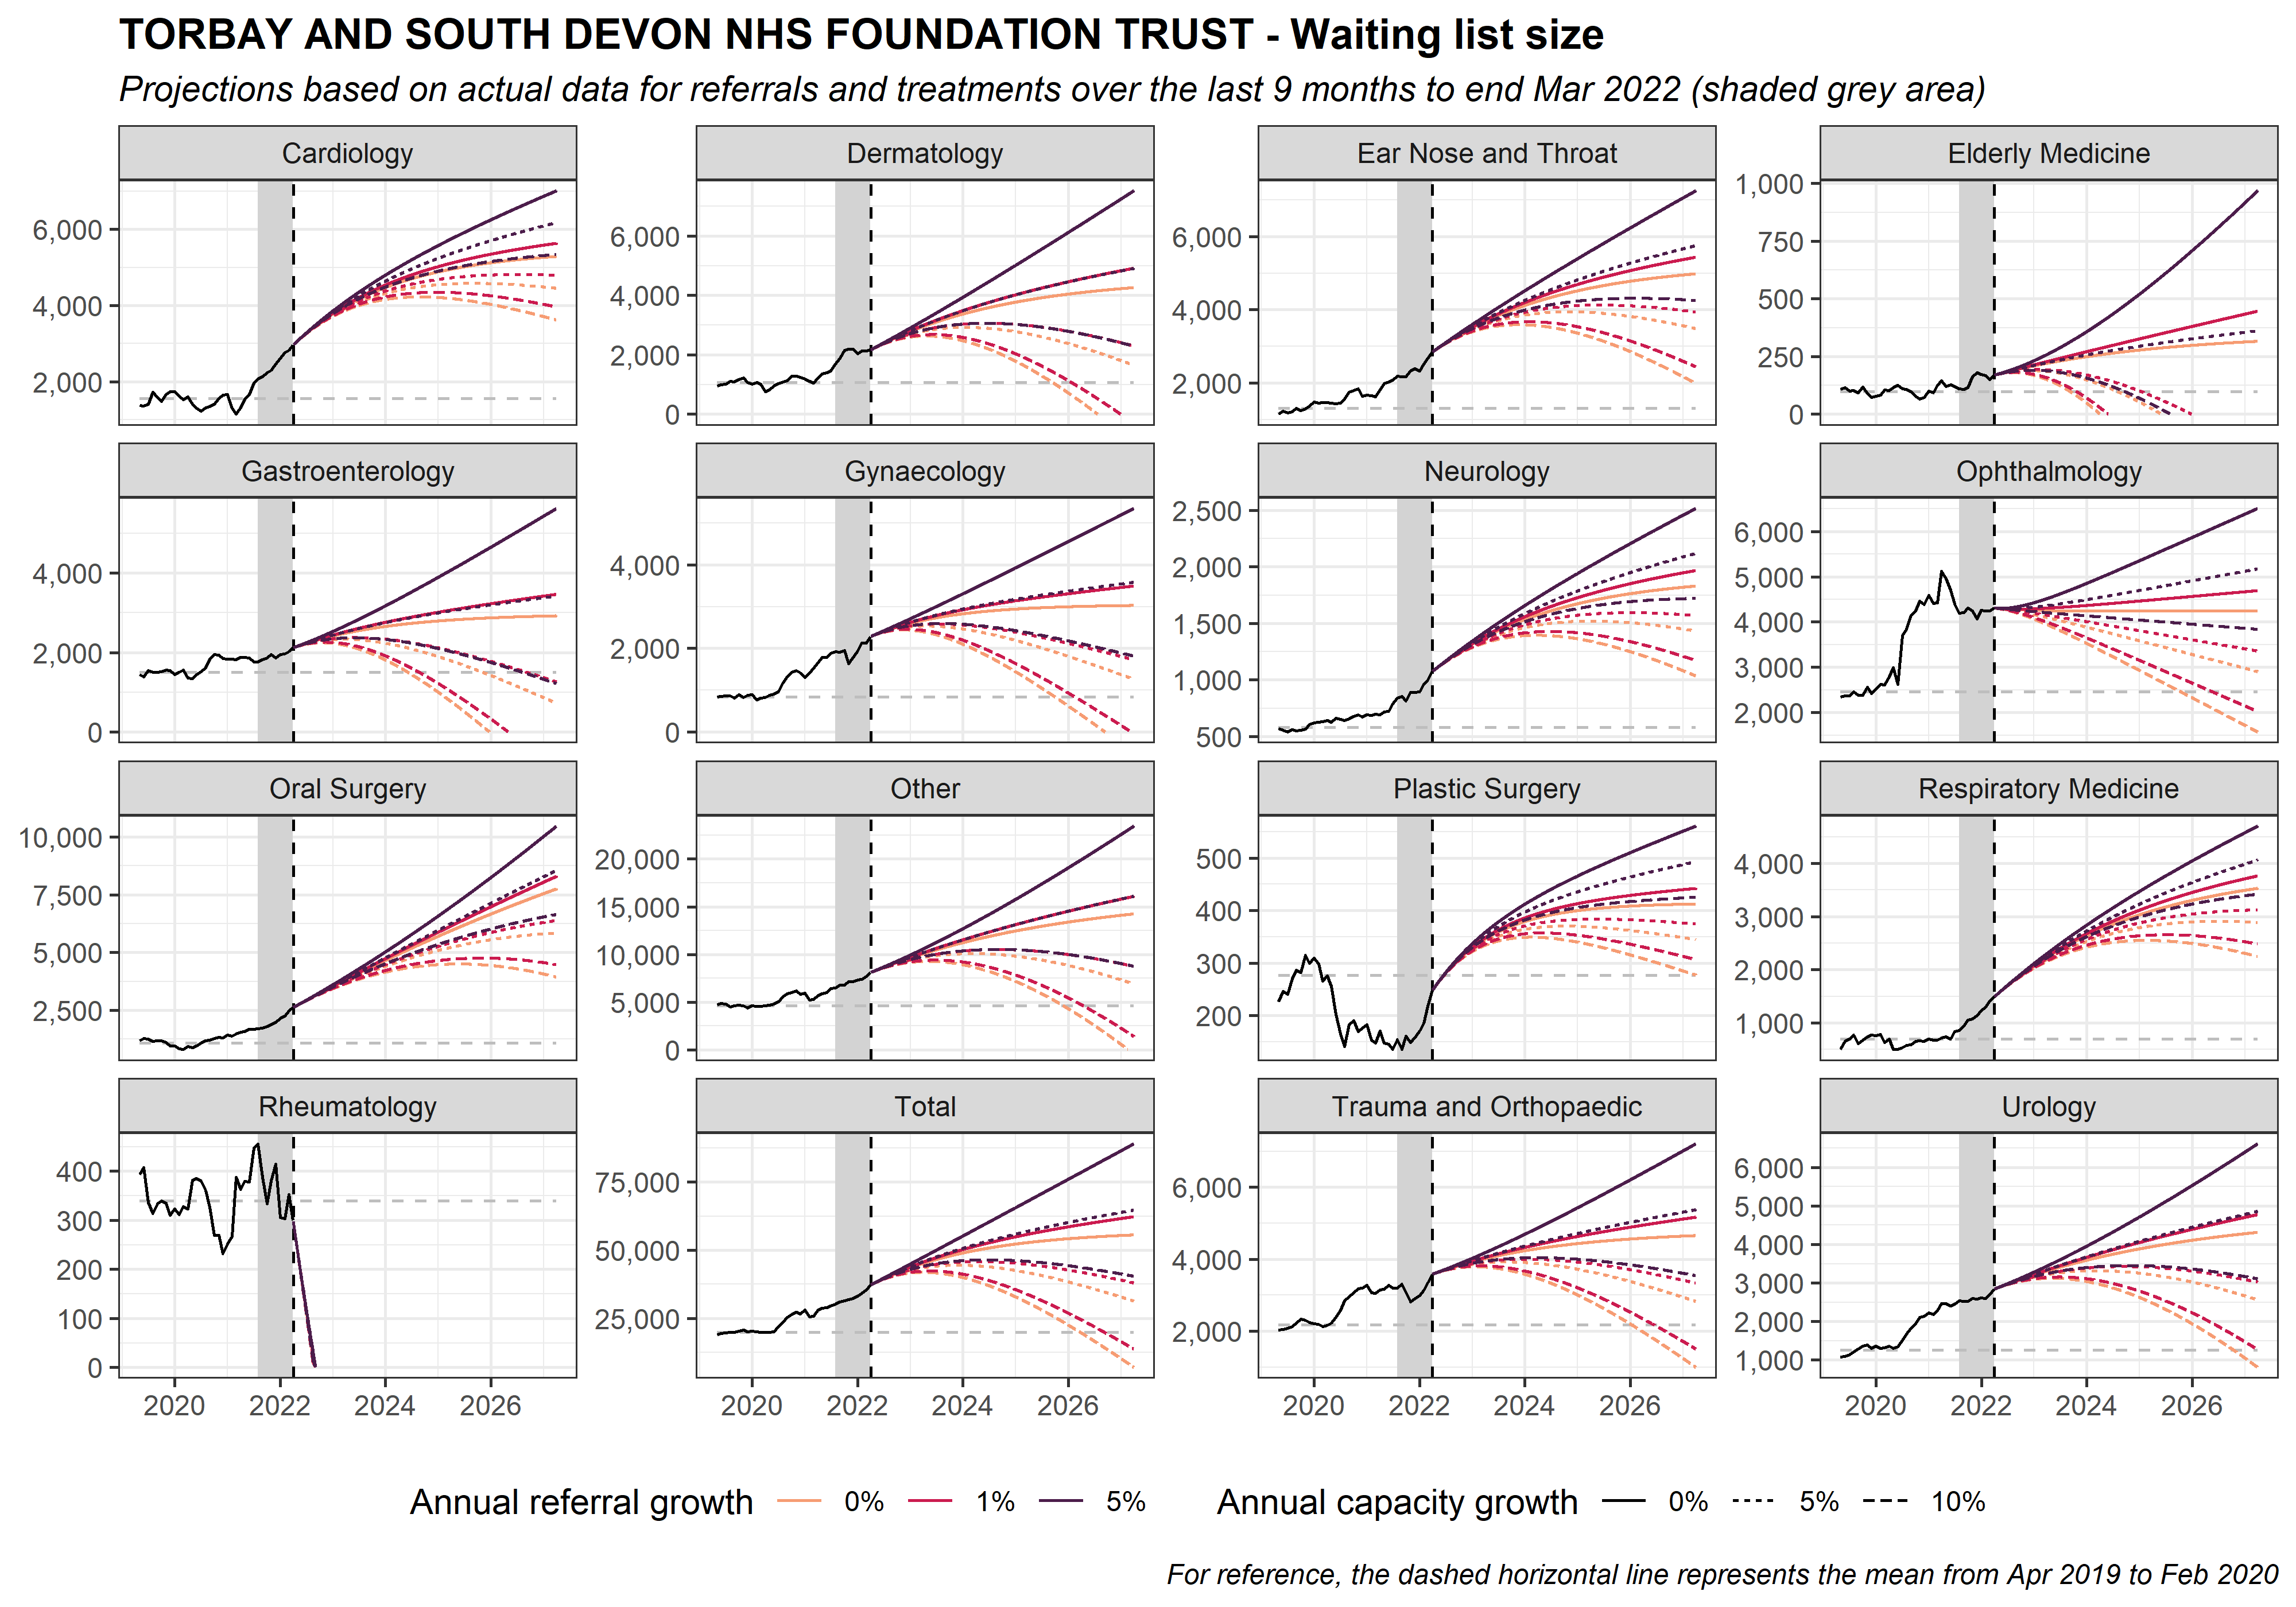 TORBAY AND SOUTH DEVON NHS FOUNDATION TRUST - Waiting list size
Projections based on actual data for referrals and treatments over the last 9 months to end Mar 2022 (shaded grey area)
Cardiology
6,000
4,000
2,000
Dermatology
6,000
4,000
2,000
0
Ear Nose and Throat
6,000
4,000
2,000
Elderly Medicine
1,000
750
500
250
0
Gastroenterology
4,000
2,000
0
Gynaecology
4,000
2,000
0
Neurology
2,500
2,000
1,500
1,000
500
Ophthalmology
6,000
5,000
4,000
3,000
2,000
Oral Surgery
10,000
7,500
5,000
2,500
Other
20,000
15,000
10,000
5,000
0
Plastic Surgery
500
400
300
200
Respiratory Medicine
4,000
3,000
2,000
1,000
Rheumatology
400
300
200
100
0
2020 2022 2024 2026
Total
75,000
50,000
25,000
2020 2022 2024 2026
Trauma and Orthopaedic
6,000
4,000
2,000
2020 2022 2024 2026
Urology
6,000
5,000
4,000
3,000
2,000
1,000
2020 2022 2024 2026
Annual referral growth 0% 1% 5% Annual capacity growth 0% 5% 10%
For reference, the dashed horizontal line represents the mean from Apr 2019 to Feb 2020